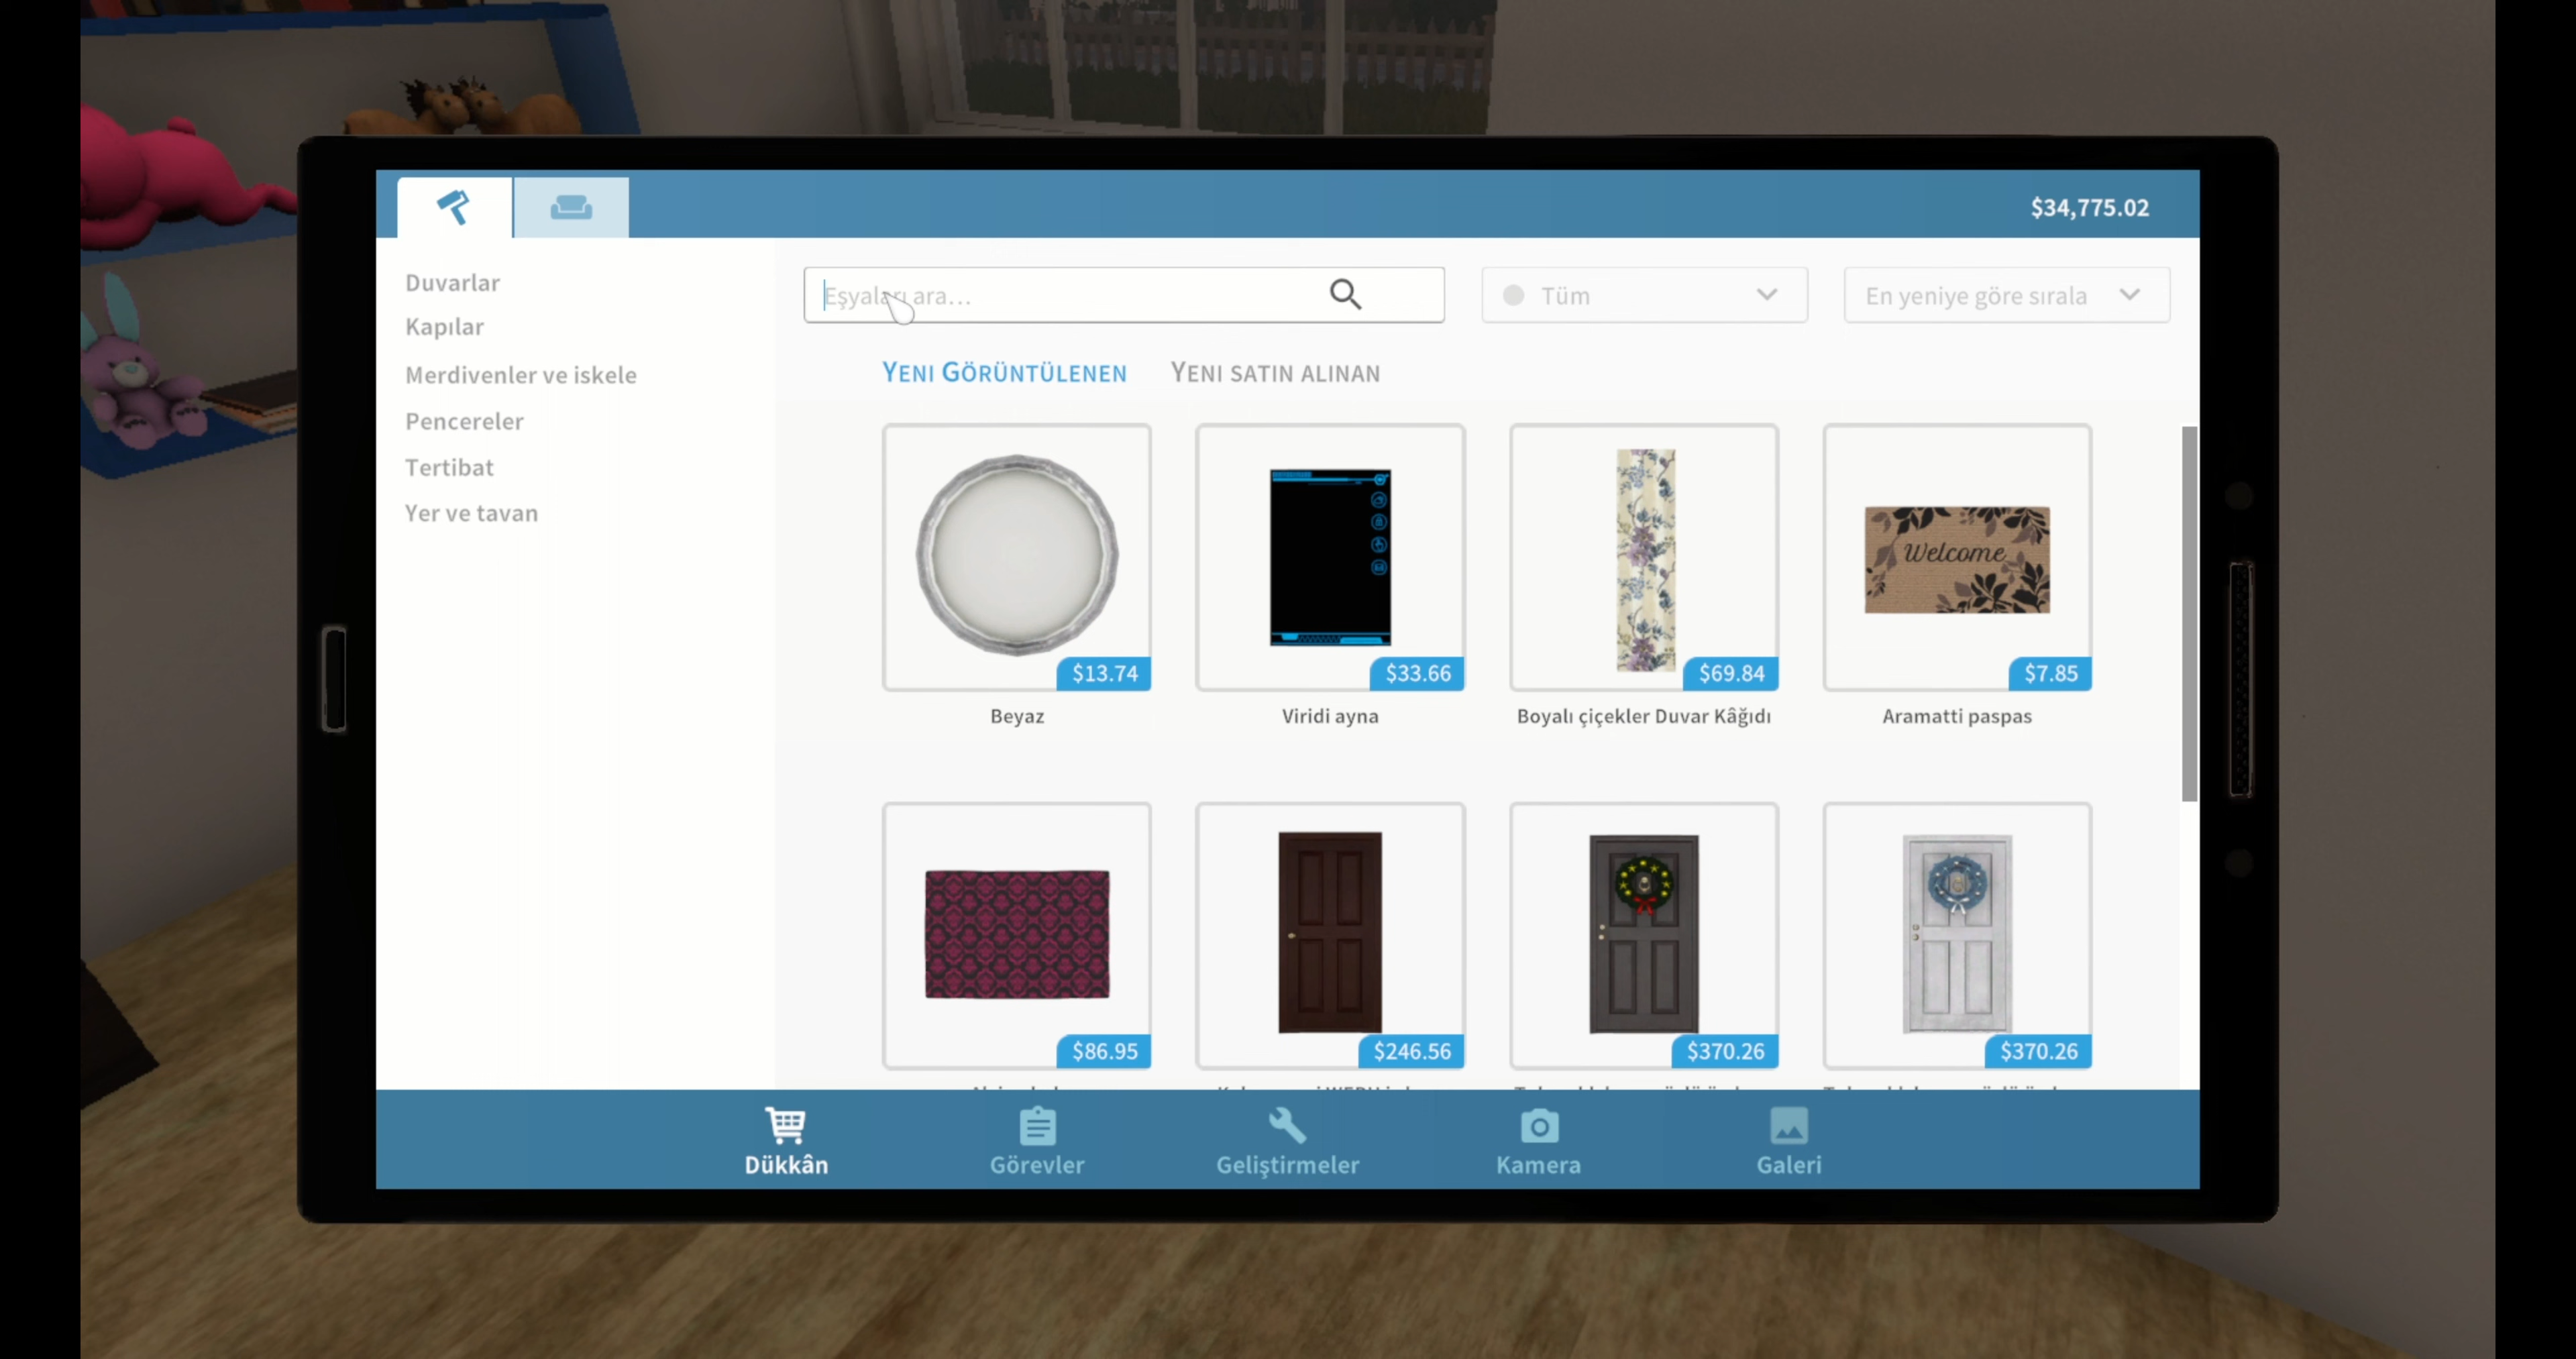 $34,775.02
Duvarlar
Kapılar
Merdivenler ve iskele
Pencereler
Tertibat
Yer ve tavan
Eşyaları ara...
Tüm
En yeniye göre sırala
YENI GÖRÜNTÜLENEN
YENI SATIN ALINAN
$13.74
$33.66
$69.84
Welcome
$7.85
Beyaz
Viridi ayna
Boyalı çiçekler Duvar Kâğıdı
Aramatti paspas
$86.95
$246.56
$370.26
$370.26
Dükkân
Görevler
Geliştirmeler
Kamera
Galeri